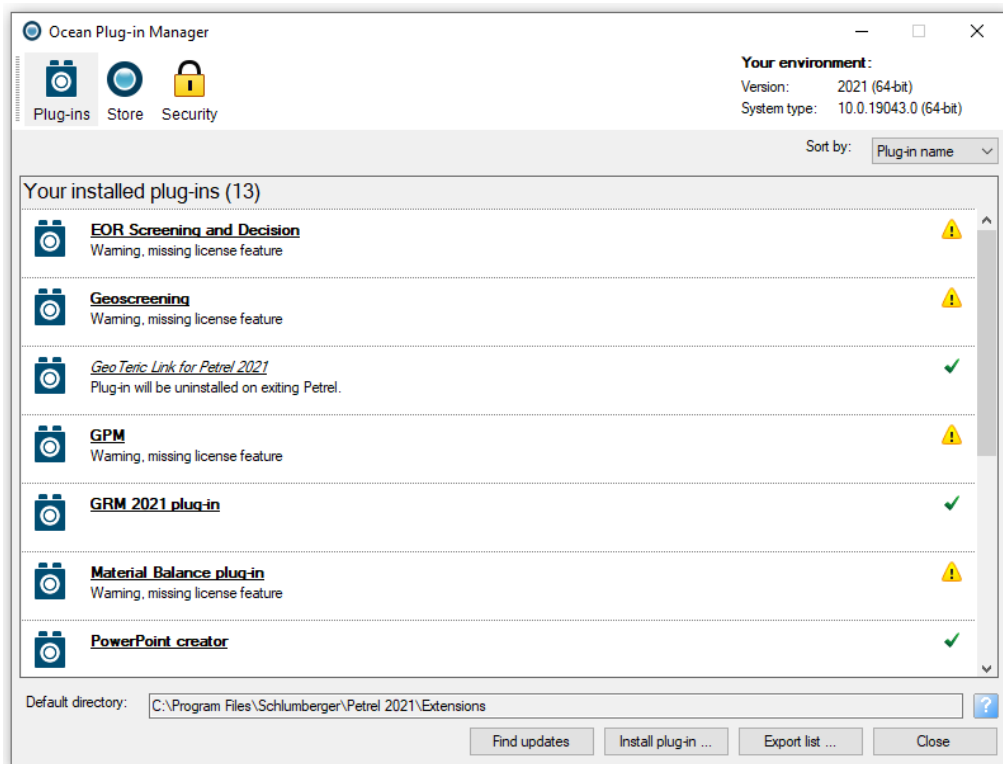 Ocean Plug-in Manager
Plug-ins
Store
Security
Your environment:
Version: 2021 (64-bit)
System type: 10.0.19043.0 (64-bit)
Sort by: Plug-in name
Your installed plug-ins (13)
EOR Screening and Decision
Warning, missing license feature
Geoscreening
Warning, missing license feature
GeoTeric Link for Petrel 2021
Plug-in will be uninstalled on exiting Petrel.
GPM
Warning, missing license feature
GRM 2021 plug-in
Material Balance plug-in
Warning, missing license feature
PowerPoint creator
Default directory: C:\Program Files\Schlumberger\Petrel 2021\Extensions ?
Find updates
Install plug-in ...
Export list ...
Close